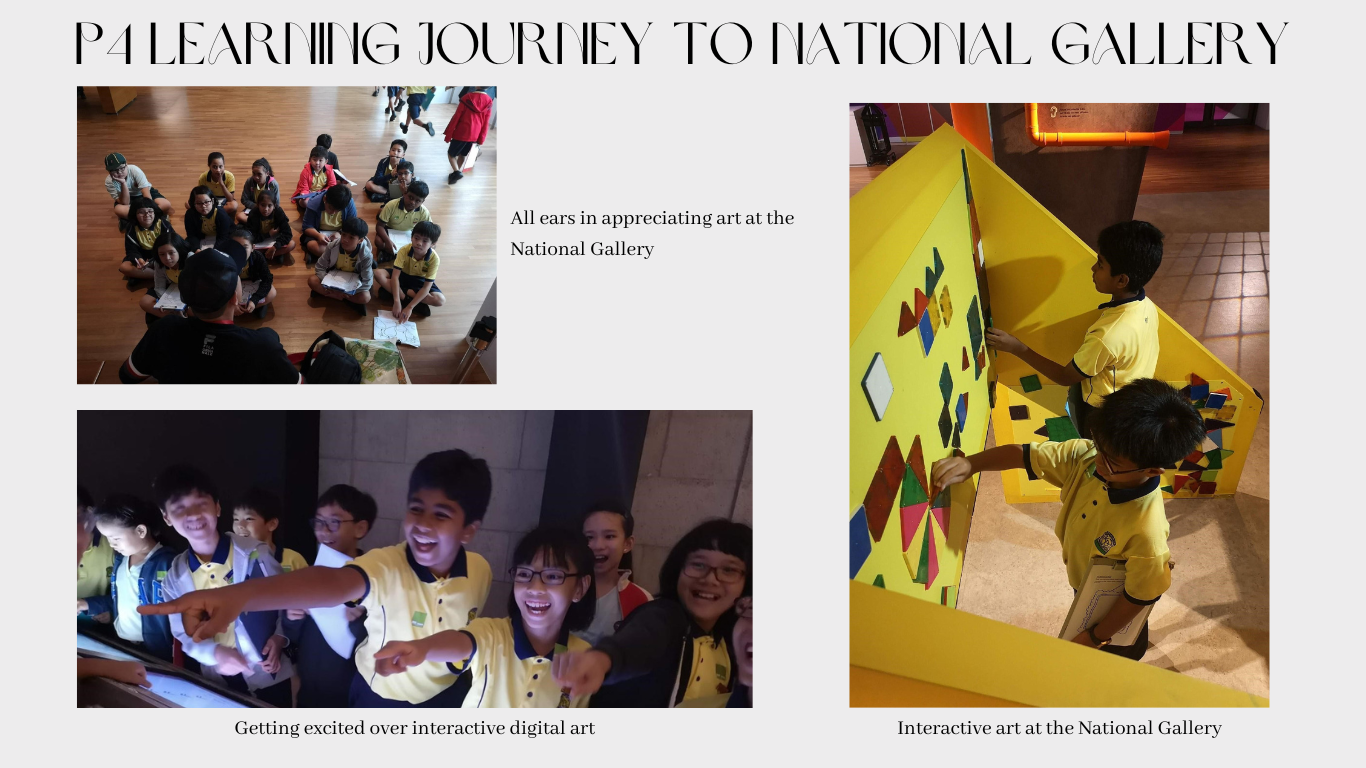 P4 LEARNING JOURNEY TO NATIONAL GALLERY
All ears in appreciating art at the
National Gallery
Getting excited over interactive digital art
Interactive art at the National Gallery